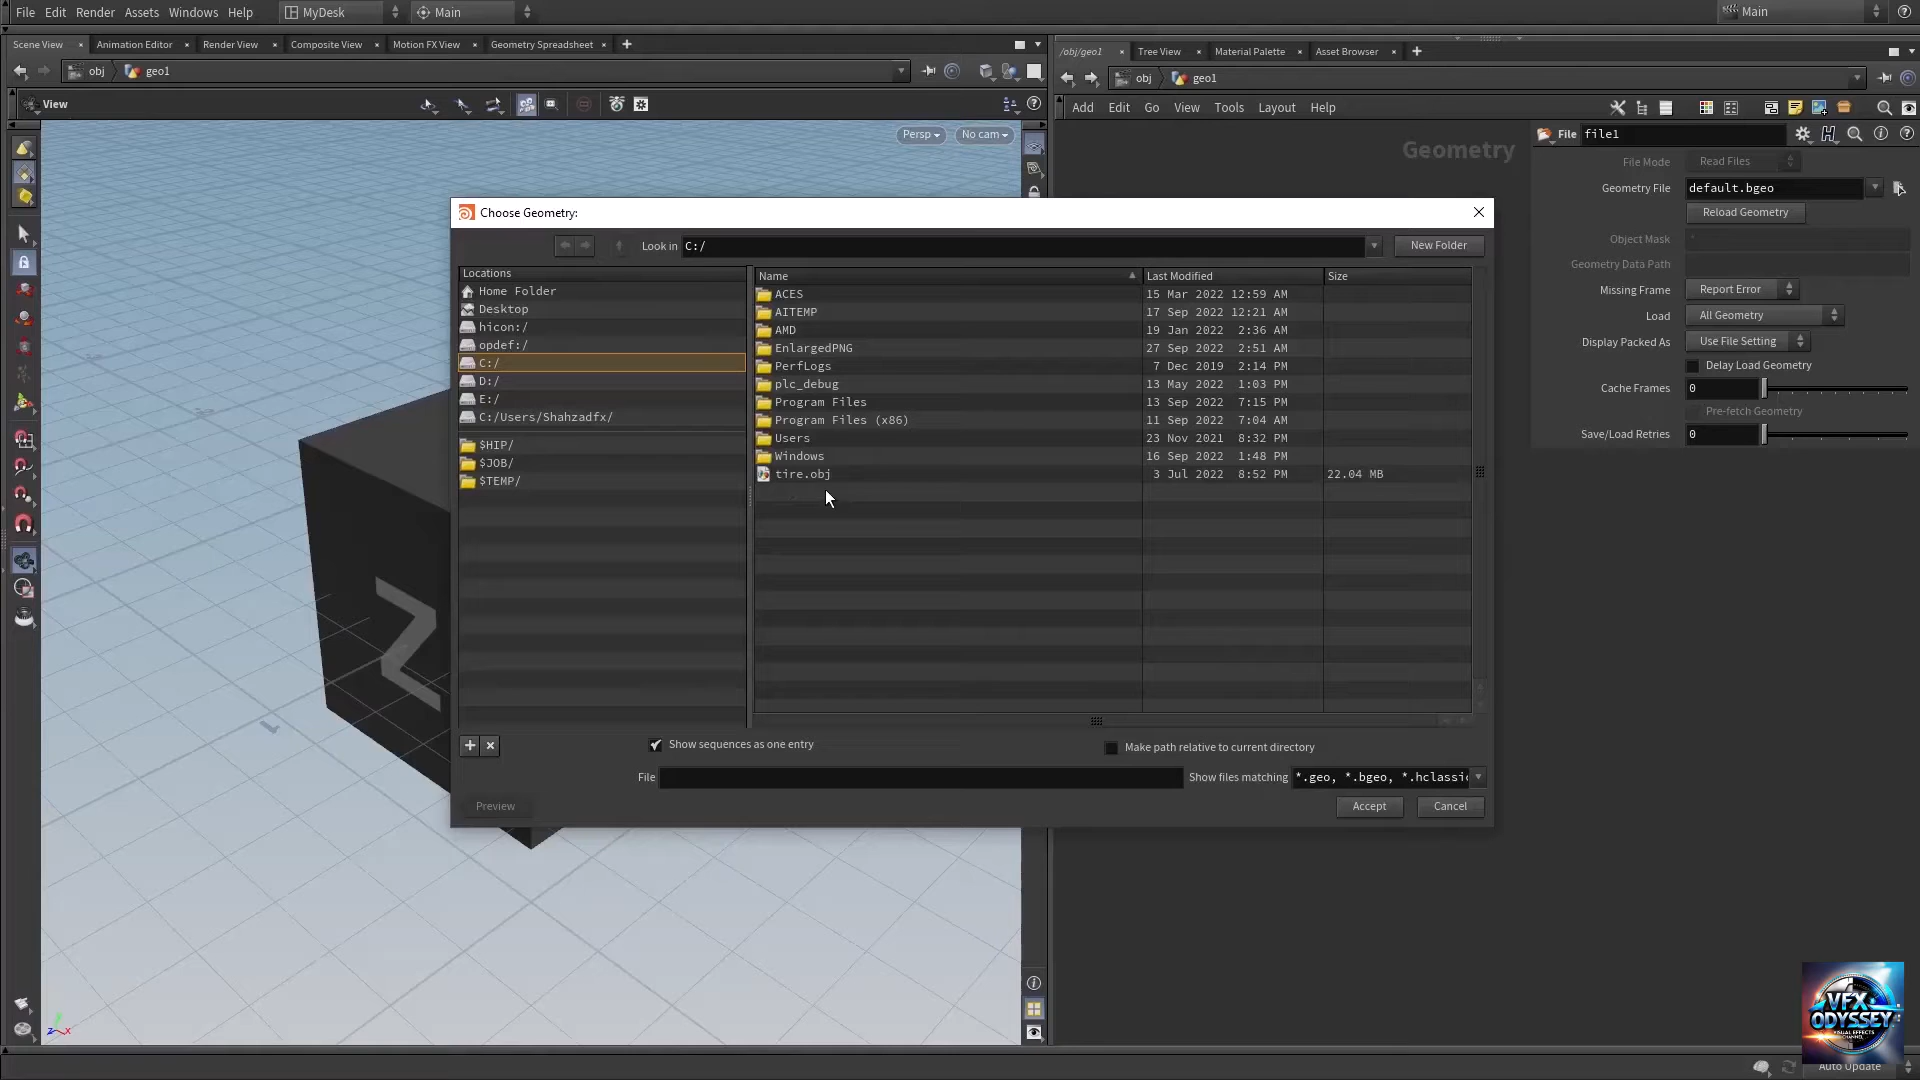 File Edit Render Assets Windows Help MyDesk Main Main
Scene View Animation Editor Render View Composite View Motion FX View Geometry Spreadsheet
obj geo1
View
Persp No cam
/obj/geo1 Tree View Material Palette Asset Browser
obj geo1
Add Edit Go View Tools Layout Help
Geometry
File file1
File Mode Read Files
Geometry File default.bgeo
Reload Geometry
Object Mask *
Geometry Data Path
Missing Frame Report Error
Load All Geometry
Display Packed As Use File Setting
Delay Load Geometry
Cache Frames 0
Pre-fetch Geometry
Save/Load Retries 0
Choose Geometry:
Look in C:/ New Folder
Locations
Home Folder
Desktop
hicon:/
opdef:/
C:/
D:/
E:/
C:/Users/Shahzadfx/
$HIP/
$JOB/
$TEMP/
Name Last Modified Size
ACES 15 Mar 2022 12:59 AM
AITEMP 17 Sep 2022 12:21 AM
AMD 19 Jan 2022 2:36 AM
EnlargedPNG 27 Sep 2022 2:51 AM
PerfLogs 7 Dec 2019 2:14 PM
plc_debug 13 May 2022 1:03 PM
Program Files 13 Sep 2022 7:15 PM
Program Files (x86) 11 Sep 2022 7:04 AM
Users 23 Nov 2021 8:32 PM
Windows 16 Sep 2022 1:48 PM
tire.obj 3 Jul 2022 8:52 PM 22.04 MB
Show sequences as one entry Make path relative to current directory
File Show files matching *.geo, *.bgeo, *.hclassic
Preview Accept Cancel
Z
z x
VFX
ODYSSEY
VISUAL EFFECTS
CHANNEL
Auto Update